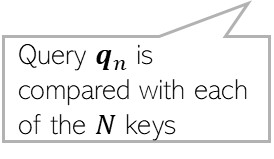 Query qₙ is
compared with each
of the N keys